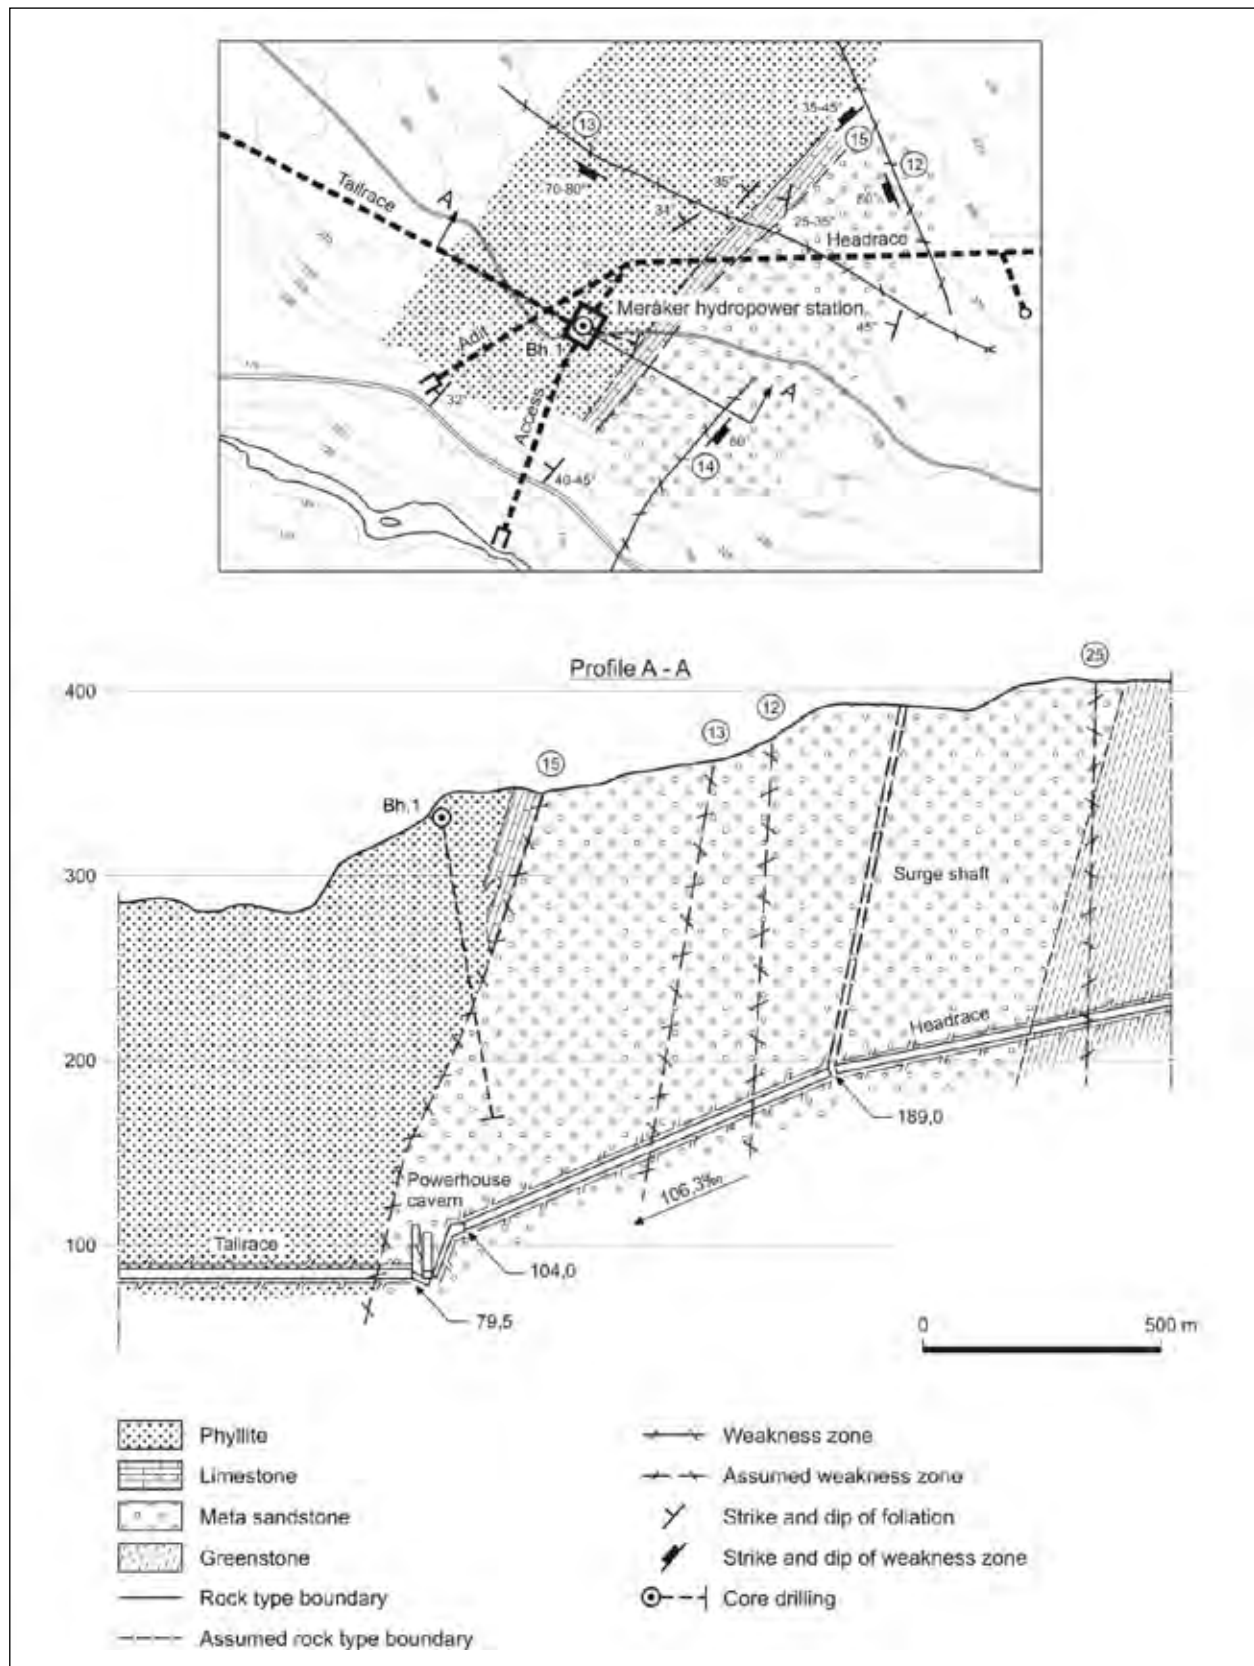 35-45°
13
15
12
70-80°
35°
34°
60°
25-35°
Tailrace
A
Headrace
Meråker hydropower station
45°
Bh. 1
Adit
32°
Access
A
60°
40-45°
14
Profile A - A
25
400
12
13
15
Bh.1
300
Surge shaft
Headrace
200
189,0
106,3‰
Powerhouse
cavern
100
Tailrace
104,0
79,5
0 500 m
Phyllite
Weakness zone
Limestone
Assumed weakness zone
Meta sandstone
Strike and dip of foliation
Greenstone
Strike and dip of weakness zone
Rock type boundary
Core drilling
Assumed rock type boundary